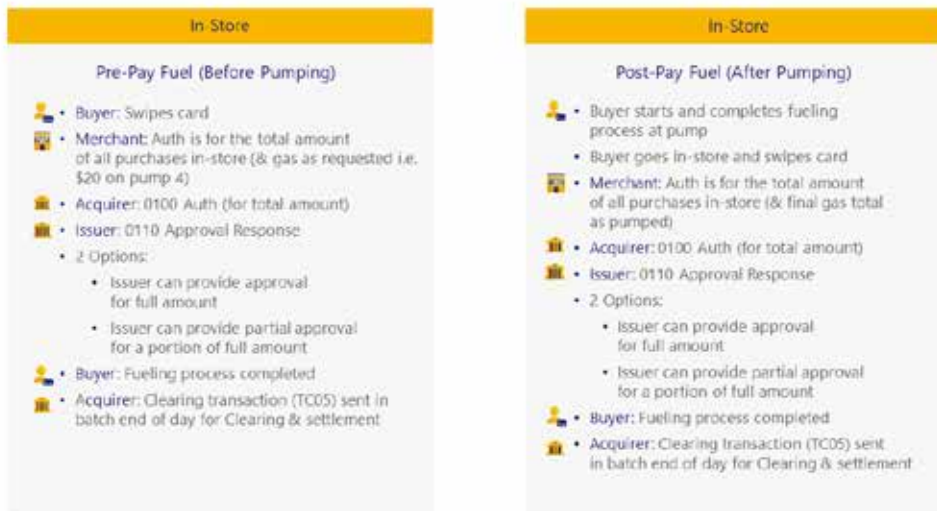 In-Store
Pre-Pay Fuel (Before Pumping)
• Buyer: Swipes card
• Merchant: Auth is for the total amount
of all purchases in-store (& gas as requested i.e.
$20 on pump 4)
• Acquirer: 0100 Auth (for total amount)
• Issuer: 0110 Approval Response
• 2 Options:
• Issuer can provide approval
for full amount
• Issuer can provide partial approval
for a portion of full amount
• Buyer: Fueling process completed
• Acquirer: Clearing transaction (TC05) sent in
batch end of day for Clearing & settlement
In-Store
Post-Pay Fuel (After Pumping)
• Buyer starts and completes fueling
process at pump
• Buyer goes in-store and swipes card
• Merchant: Auth is for the total amount
of all purchases in-store (& final gas total
as pumped)
• Acquirer: 0100 Auth (for total amount)
• Issuer: 0110 Approval Response
• 2 Options:
• Issuer can provide approval
for full amount
• Issuer can provide partial approval
for a portion of full amount
• Buyer: Fueling process completed
• Acquirer: Clearing transaction (TC05) sent
in batch end of day for Clearing & settlement